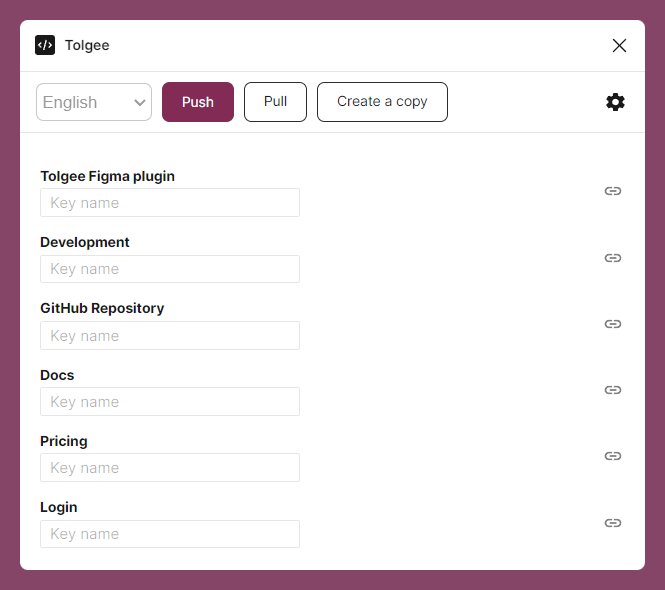 Tolgee
English
Push
Pull
Create a copy
Tolgee Figma plugin
Key name
Development
Key name
GitHub Repository
Key name
Docs
Key name
Pricing
Key name
Login
Key name